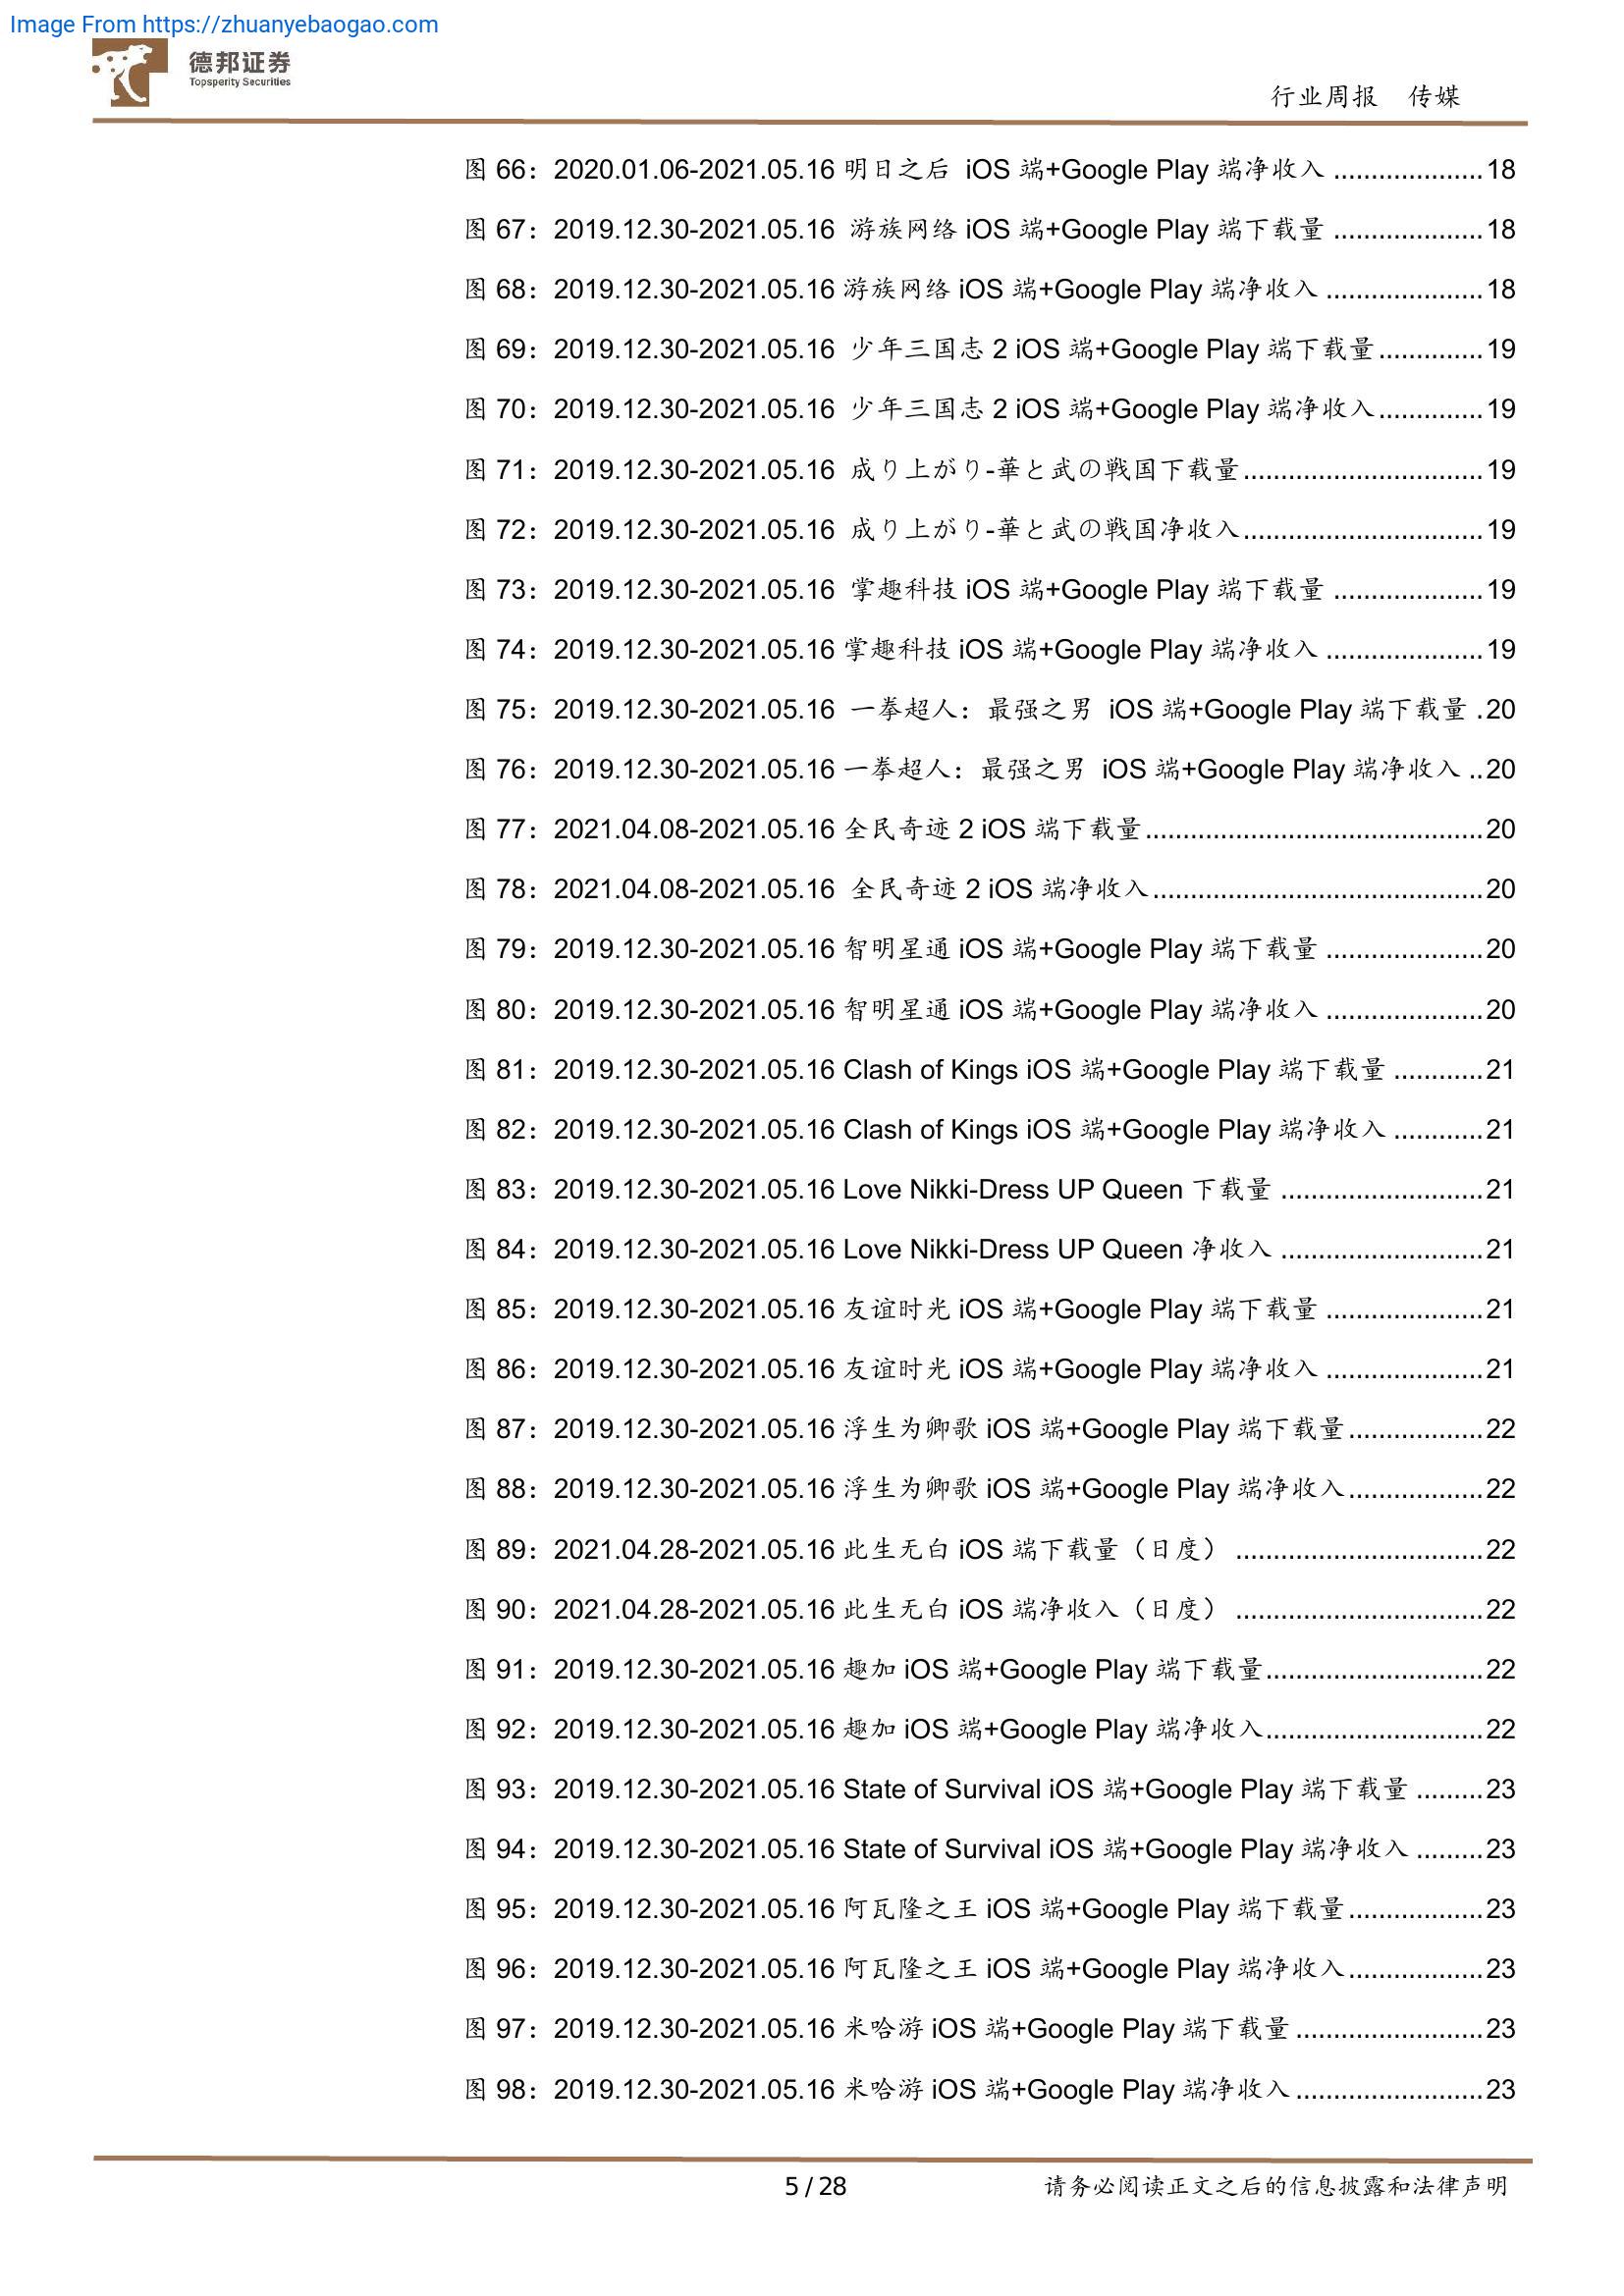 Image From https://zhuanyebaogao.com
德邦证券
Topsperity Securities
行业周报 传媒
图 66：2020.01.06-2021.05.16 明日之后 iOS 端+Google Play 端净收入 ....................18
图 67：2019.12.30-2021.05.16 游族网络 iOS 端+Google Play 端下载量 ....................18
图 68：2019.12.30-2021.05.16 游族网络 iOS 端+Google Play 端净收入 .....................18
图 69：2019.12.30-2021.05.16 少年三国志 2 iOS 端+Google Play 端下载量..............19
图 70：2019.12.30-2021.05.16 少年三国志 2 iOS 端+Google Play 端净收入..............19
图 71：2019.12.30-2021.05.16 成り上がり-華と武の戦国下载量................................19
图 72：2019.12.30-2021.05.16 成り上がり-華と武の戦国净收入................................19
图 73：2019.12.30-2021.05.16 掌趣科技 iOS 端+Google Play 端下载量 ....................19
图 74：2019.12.30-2021.05.16 掌趣科技 iOS 端+Google Play 端净收入 .....................19
图 75：2019.12.30-2021.05.16 一拳超人：最强之男 iOS 端+Google Play 端下载量 .20
图 76：2019.12.30-2021.05.16 一拳超人：最强之男 iOS 端+Google Play 端净收入 ..20
图 77：2021.04.08-2021.05.16 全民奇迹 2 iOS 端下载量.............................................20
图 78：2021.04.08-2021.05.16 全民奇迹 2 iOS 端净收入............................................20
图 79：2019.12.30-2021.05.16 智明星通 iOS 端+Google Play 端下载量 .....................20
图 80：2019.12.30-2021.05.16 智明星通 iOS 端+Google Play 端净收入 .....................20
图 81：2019.12.30-2021.05.16 Clash of Kings iOS 端+Google Play 端下载量 ............21
图 82：2019.12.30-2021.05.16 Clash of Kings iOS 端+Google Play 端净收入 ............21
图 83：2019.12.30-2021.05.16 Love Nikki-Dress UP Queen 下载量 ...........................21
图 84：2019.12.30-2021.05.16 Love Nikki-Dress UP Queen 净收入 ...........................21
图 85：2019.12.30-2021.05.16 友谊时光 iOS 端+Google Play 端下载量 .....................21
图 86：2019.12.30-2021.05.16 友谊时光 iOS 端+Google Play 端净收入 .....................21
图 87：2019.12.30-2021.05.16 浮生为卿歌 iOS 端+Google Play 端下载量..................22
图 88：2019.12.30-2021.05.16 浮生为卿歌 iOS 端+Google Play 端净收入..................22
图 89：2021.04.28-2021.05.16 此生无白 iOS 端下载量（日度） .................................22
图 90：2021.04.28-2021.05.16 此生无白 iOS 端净收入（日度） .................................22
图 91：2019.12.30-2021.05.16 趣加 iOS 端+Google Play 端下载量.............................22
图 92：2019.12.30-2021.05.16 趣加 iOS 端+Google Play 端净收入.............................22
图 93：2019.12.30-2021.05.16 State of Survival iOS 端+Google Play 端下载量 .........23
图 94：2019.12.30-2021.05.16 State of Survival iOS 端+Google Play 端净收入 .........23
图 95：2019.12.30-2021.05.16 阿瓦隆之王 iOS 端+Google Play 端下载量..................23
图 96：2019.12.30-2021.05.16 阿瓦隆之王 iOS 端+Google Play 端净收入..................23
图 97：2019.12.30-2021.05.16 米哈游 iOS 端+Google Play 端下载量.........................23
图 98：2019.12.30-2021.05.16 米哈游 iOS 端+Google Play 端净收入.........................23
5 / 28 请务必阅读正文之后的信息披露和法律声明